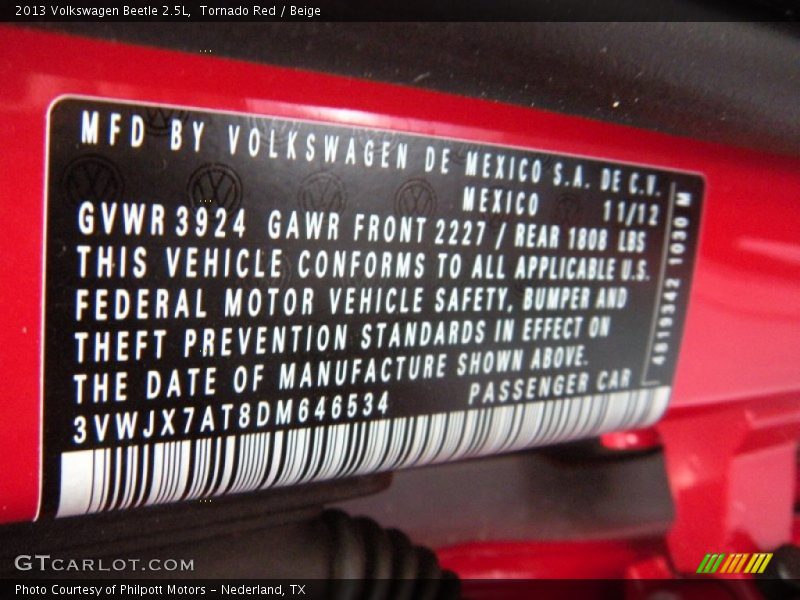 2013 Volkswagen Beetle 2.5L, Tornado Red / Beige
MFD BY VOLKSWAGEN DE MEXICO S.A. DE C.V.
MEXICO 11/12
GVWR 3924 GAWR FRONT 2227 / REAR 1808 LBS
THIS VEHICLE CONFORMS TO ALL APPLICABLE U.S.
FEDERAL MOTOR VEHICLE SAFETY, BUMPER AND
THEFT PREVENTION STANDARDS IN EFFECT ON
THE DATE OF MANUFACTURE SHOWN ABOVE.
3VWJX7AT8DM646534 PASSENGER CAR
4619342 1030 M
GTCARLOT.COM
Photo Courtesy of Philpott Motors - Nederland, TX